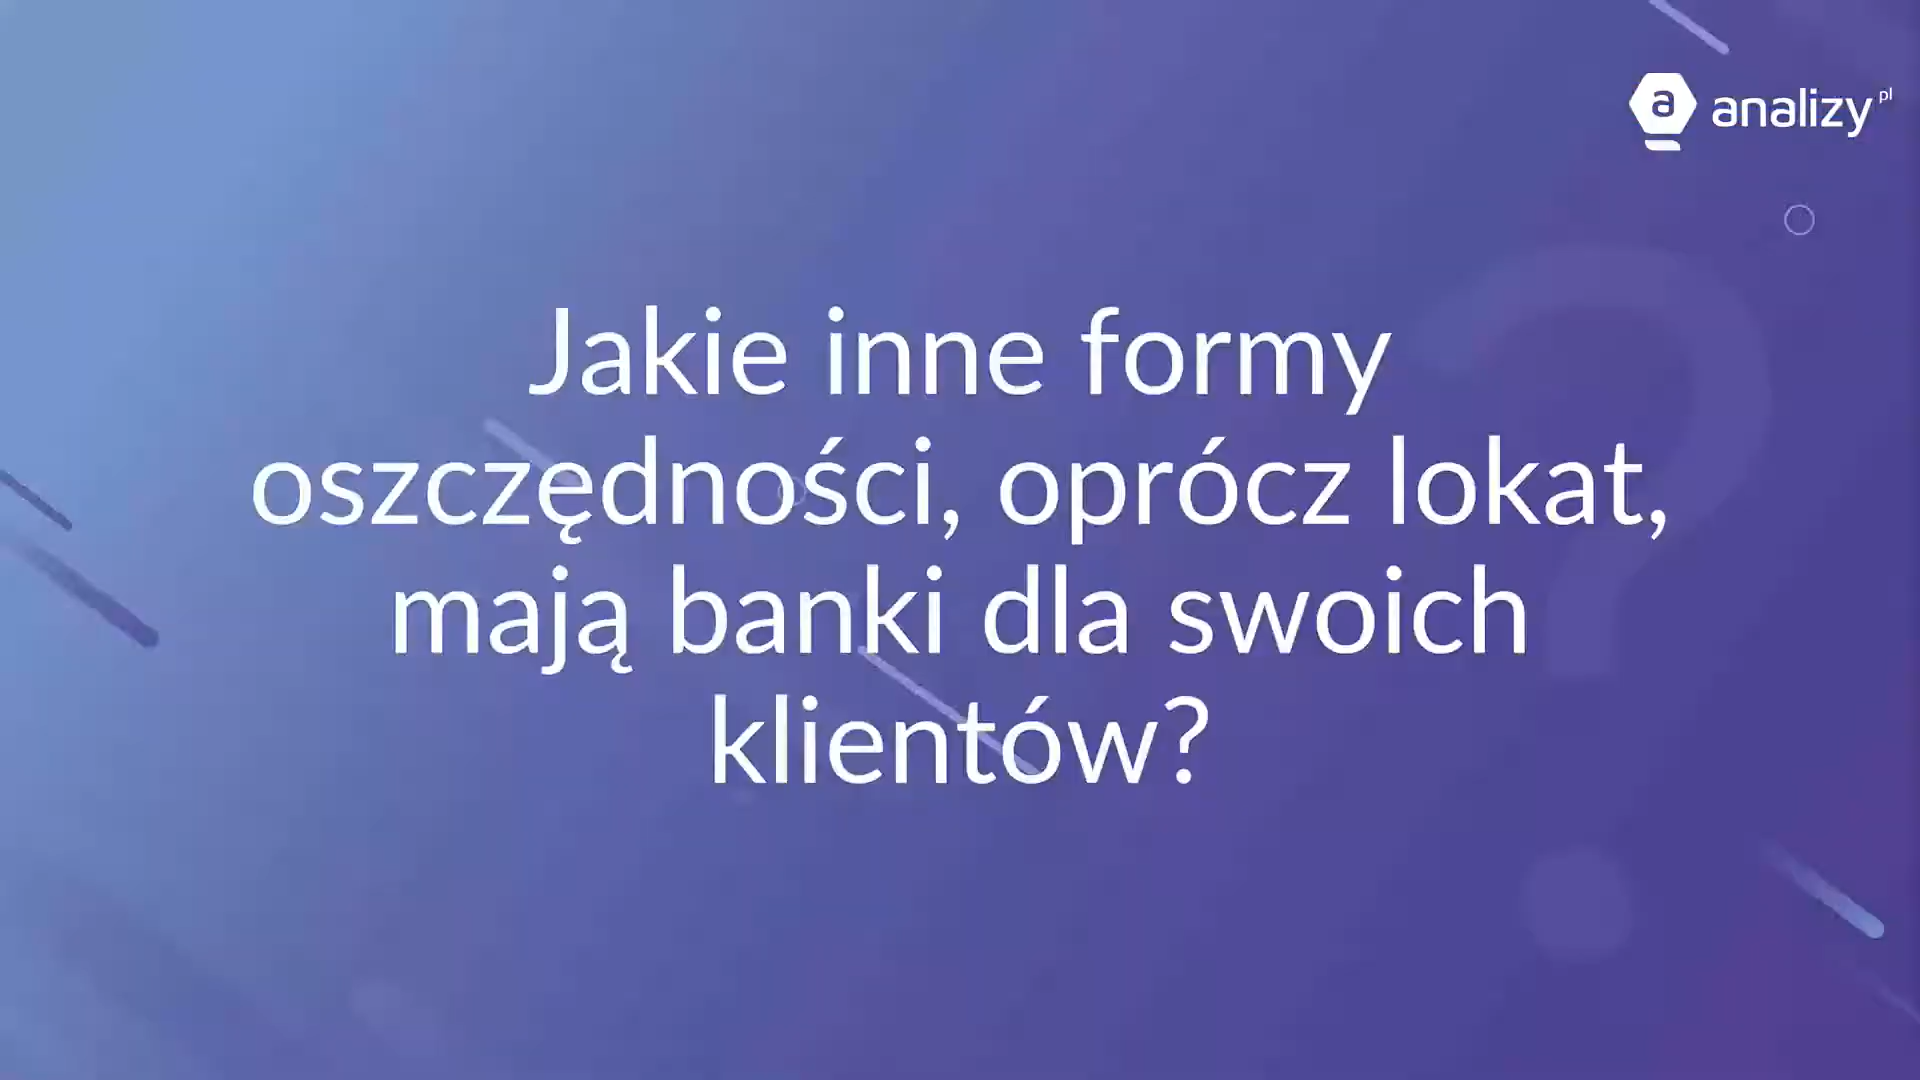 a analizy pl
Jakie inne formy
oszczędności, oprócz lokat,
mają banki dla swoich
klientów?